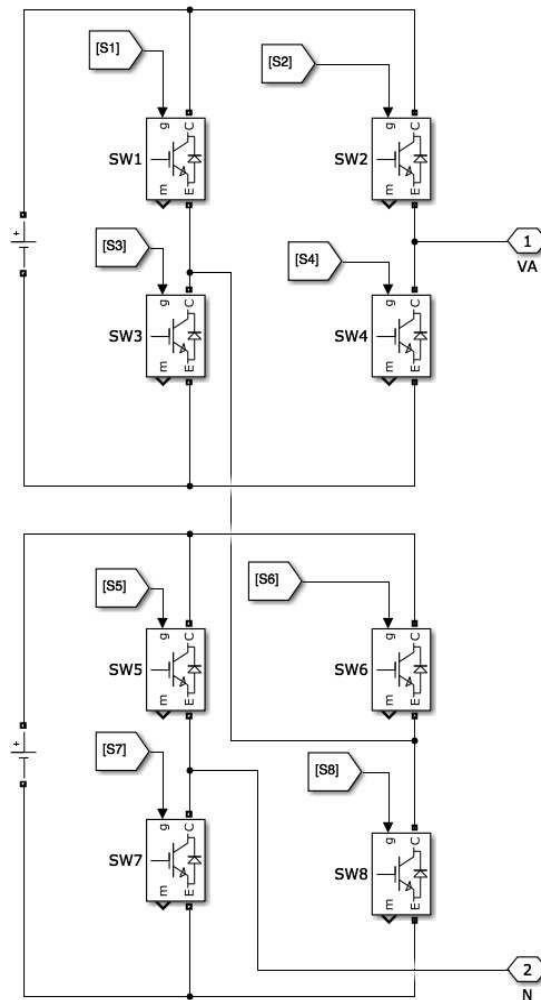 [S1]
[S2]
g C
SW1
m E
g C
SW2
m E
+
[S3]
[S4]
1
VA
g C
SW3
m E
g C
SW4
m E
[S5]
[S6]
g C
SW5
m E
g C
SW6
m E
+
[S7]
[S8]
g C
SW7
m E
g C
SW8
m E
2
N